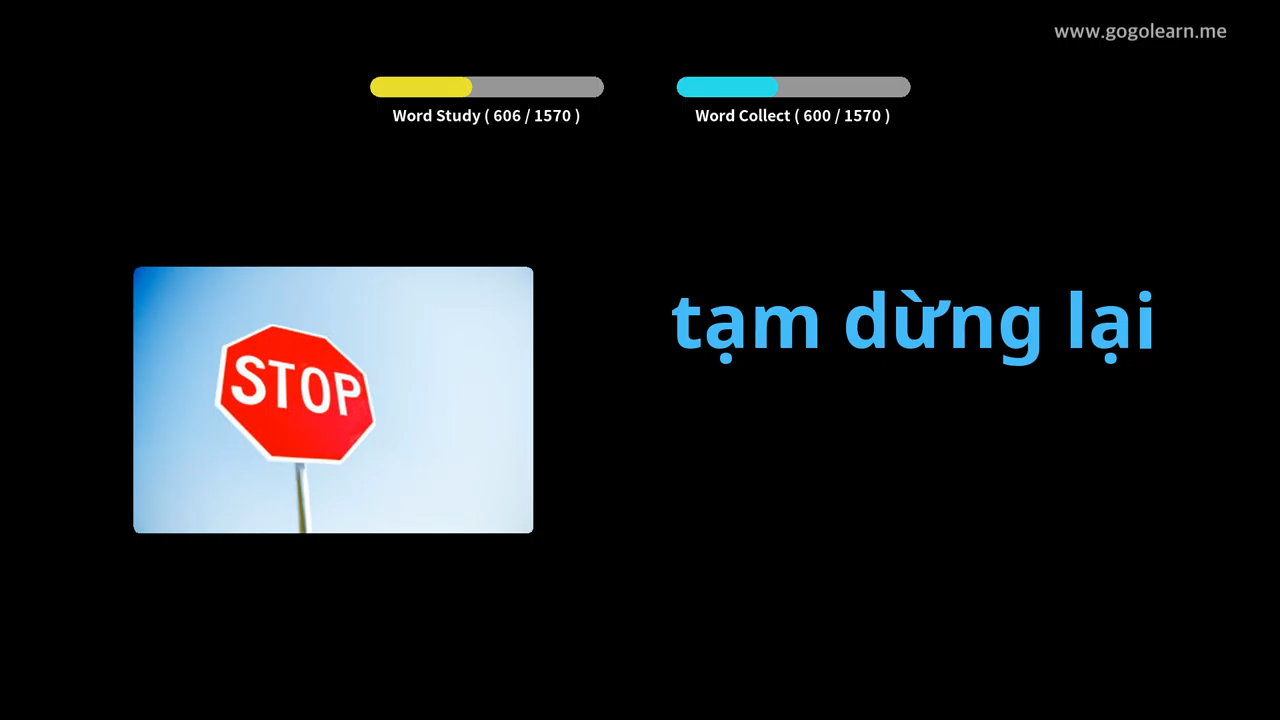 www.gogolearn.me
Word Study ( 606 / 1570 )
Word Collect ( 600 / 1570 )
STOP
tạm dừng lại